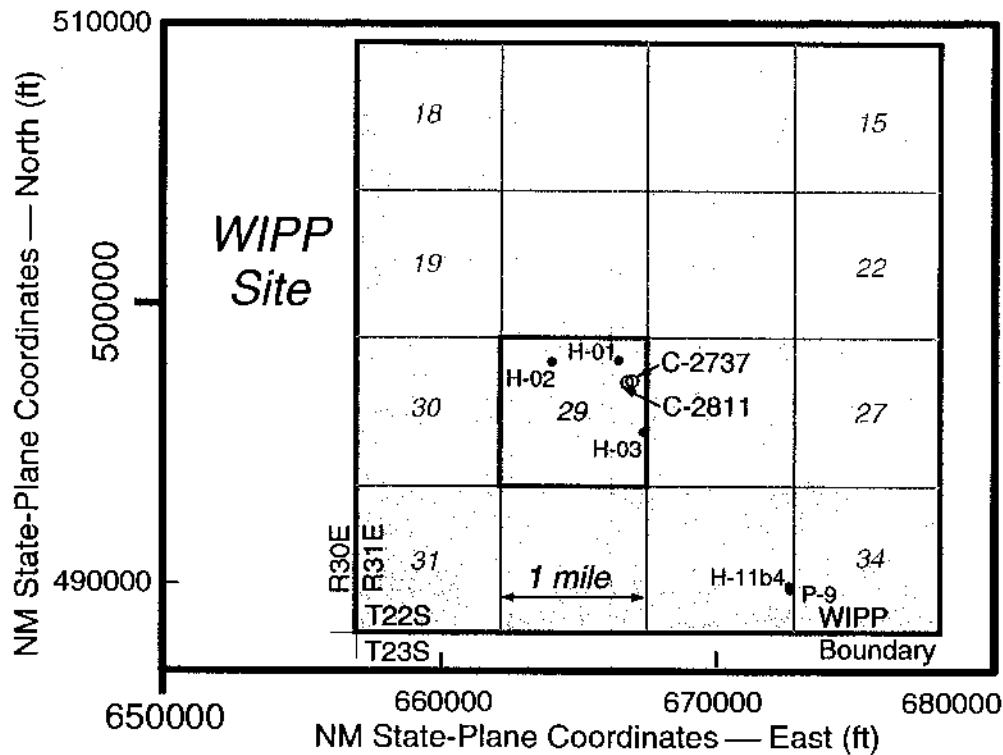 510000
NM State-Plane Coordinates — North (ft)
18
15
WIPP
Site
19
22
500000
H-01
C-2737
H-02
30
29
C-2811
27
H-03
R30E
R31E
31
1 mile
H-11b4
34
P-9
490000
T22S
WIPP
T23S
Boundary
650000
660000
670000
680000
NM State-Plane Coordinates — East (ft)